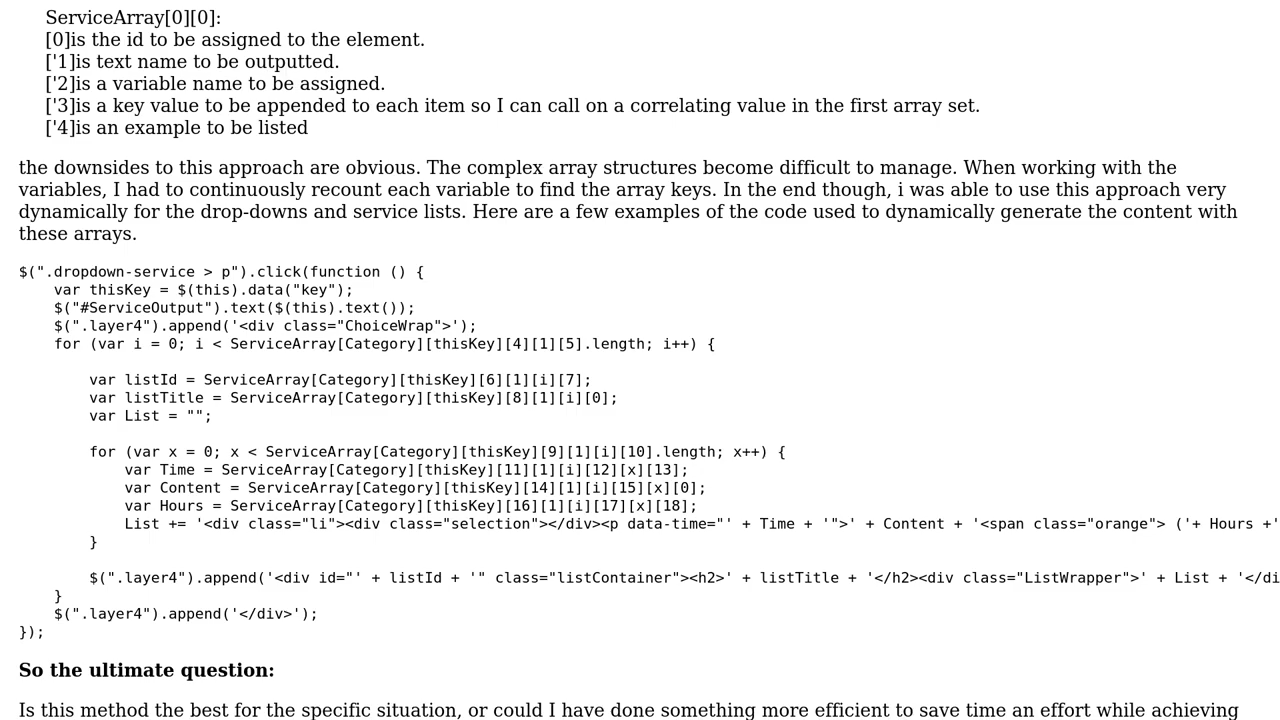 ServiceArray[0][0]:
[0]is the id to be assigned to the element.
['1]is text name to be outputted.
['2]is a variable name to be assigned.
['3]is a key value to be appended to each item so I can call on a correlating value in the first array set.
['4]is an example to be listed
the downsides to this approach are obvious. The complex array structures become difficult to manage. When working with the
variables, I had to continuously recount each variable to find the array keys. In the end though, i was able to use this approach very
dynamically for the drop-downs and service lists. Here are a few examples of the code used to dynamically generate the content with
these arrays.
$(".dropdown-service > p").click(function () {
    var thisKey = $(this).data("key");
    $("#ServiceOutput").text($(this).text());
    $(".layer4").append('<div class="ChoiceWrap">');
    for (var i = 0; i < ServiceArray[Category][thisKey][4][1][5].length; i++) {
        var listId = ServiceArray[Category][thisKey][6][1][i][7];
        var listTitle = ServiceArray[Category][thisKey][8][1][i][0];
        var List = "";
        for (var x = 0; x < ServiceArray[Category][thisKey][9][1][i][10].length; x++) {
            var Time = ServiceArray[Category][thisKey][11][1][i][12][x][13];
            var Content = ServiceArray[Category][thisKey][14][1][i][15][x][0];
            var Hours = ServiceArray[Category][thisKey][16][1][i][17][x][18];
            List += '<div class="li"><div class="selection"></div><p data-time="' + Time + '">' + Content + '<span class="orange"> ('+ Hours +'
        }
        $(".layer4").append('<div id="' + listId + '" class="listContainer"><h2>' + listTitle + '</h2><div class="ListWrapper">' + List + '</di
    }
    $(".layer4").append('</div>');
});
So the ultimate question:
Is this method the best for the specific situation, or could I have done something more efficient to save time an effort while achieving